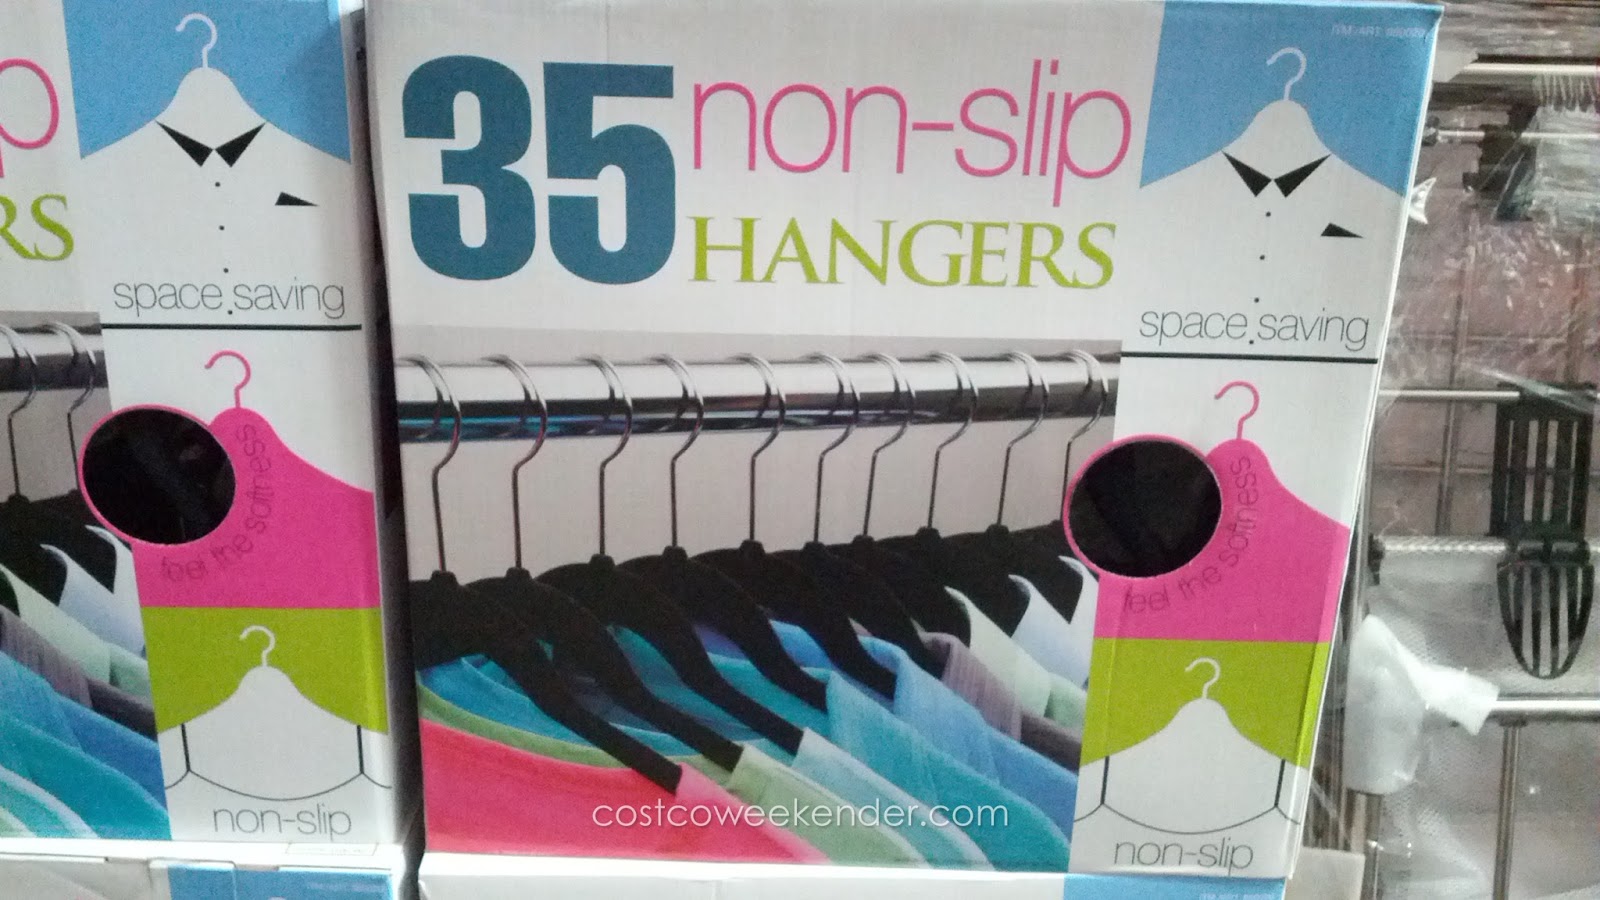 35 non-slip
HANGERS
space.saving
feel the softness
non-slip
p
RS
space.saving
feel the softness
non-slip
costcoweekender.com